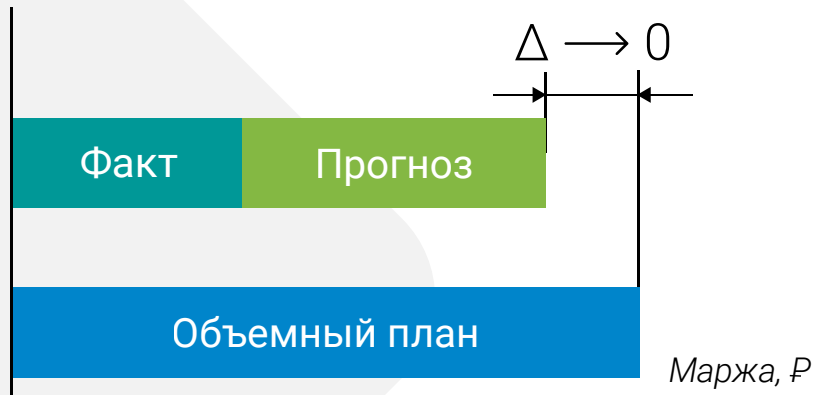 Δ → 0
Факт
Прогноз
Объемный план
Маржа, ₽